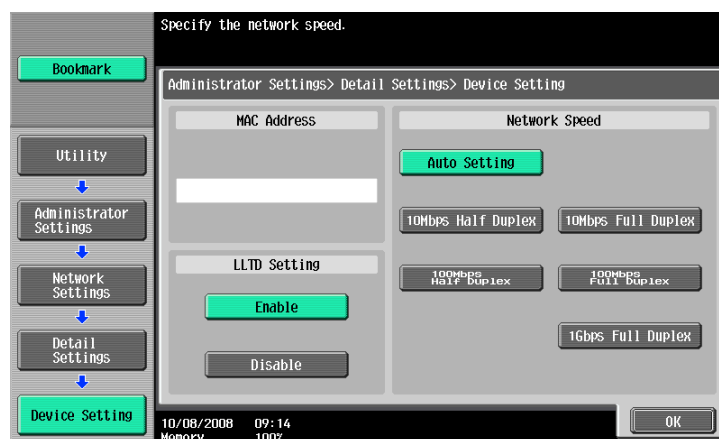 Specify the network speed.
Bookmark
Administrator Settings> Detail Settings> Device Setting
MAC Address
Network Speed
Utility
Auto Setting
Administrator
Settings
10Mbps Half Duplex
10Mbps Full Duplex
LLTD Setting
100Mbps
Half Duplex
100Mbps
Full Duplex
Network
Settings
Enable
1Gbps Full Duplex
Detail
Settings
Disable
Device Setting
10/08/2008 09:14
Memory 100%
OK